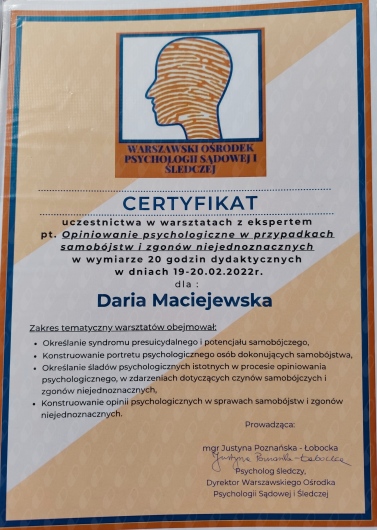 WARSZAWSKI OŚRODEK
PSYCHOLOGII SĄDOWEJ I
ŚLEDCZEJ
CERTYFIKAT
uczestnictwa w warsztatach z ekspertem
pt. Opiniowanie psychologiczne w przypadkach
samobójstw i zgonów niejednoznacznych
w wymiarze 20 godzin dydaktycznych
w dniach 19-20.02.2022r.
dla :
Daria Maciejewska
Zakres tematyczny warsztatów obejmował:
• Określanie syndromu presuicydalnego i potencjału samobójczego,
• Konstruowanie portretu psychologicznego osób dokonujących samobójstwa,
• Określanie śladów psychologicznych istotnych w procesie opiniowania
psychologicznego, w zdarzeniach dotyczących czynów samobójczych i
zgonów niejednoznacznych,
• Konstruowanie opinii psychologicznych w sprawach samobójstw i zgonów
niejednoznacznych.
Prowadząca:
mgr Justyna Poznańska - Łobocka
Justyna Poznańska-Łobocka
Psycholog śledczy,
Dyrektor Warszawskiego Ośrodka
Psychologii Sądowej i Śledczej